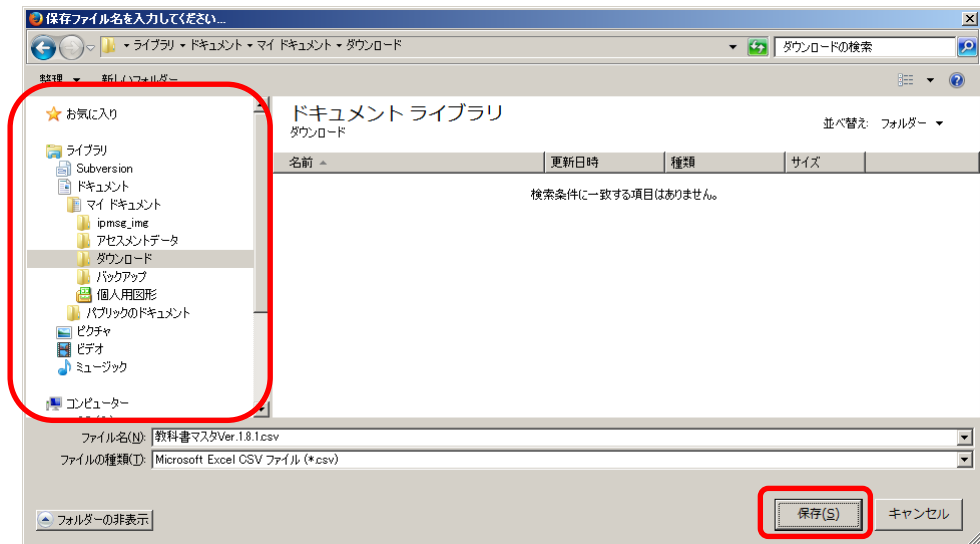 保存ファイル名を入力してください...
ライブラリ ▾ ドキュメント ▾ マイ ドキュメント ▾ ダウンロード
ダウンロードの検索
整理 ▼ 新しいフォルダー
お気に入り
ライブラリ
Subversion
ドキュメント
マイ ドキュメント
ipmsg_img
アセスメントデータ
ダウンロード
バックアップ
個人用図形
パブリックのドキュメント
ピクチャ
ビデオ
ミュージック
コンピューター
ドキュメント ライブラリ
ダウンロード
並べ替え: フォルダー ▼
名前 更新日時 種類 サイズ
検索条件に一致する項目はありません。
ファイル名(N): 教科書マスタVer.1.8.1.csv
ファイルの種類(T): Microsoft Excel CSV ファイル (*.csv)
フォルダーの非表示
保存(S) キャンセル